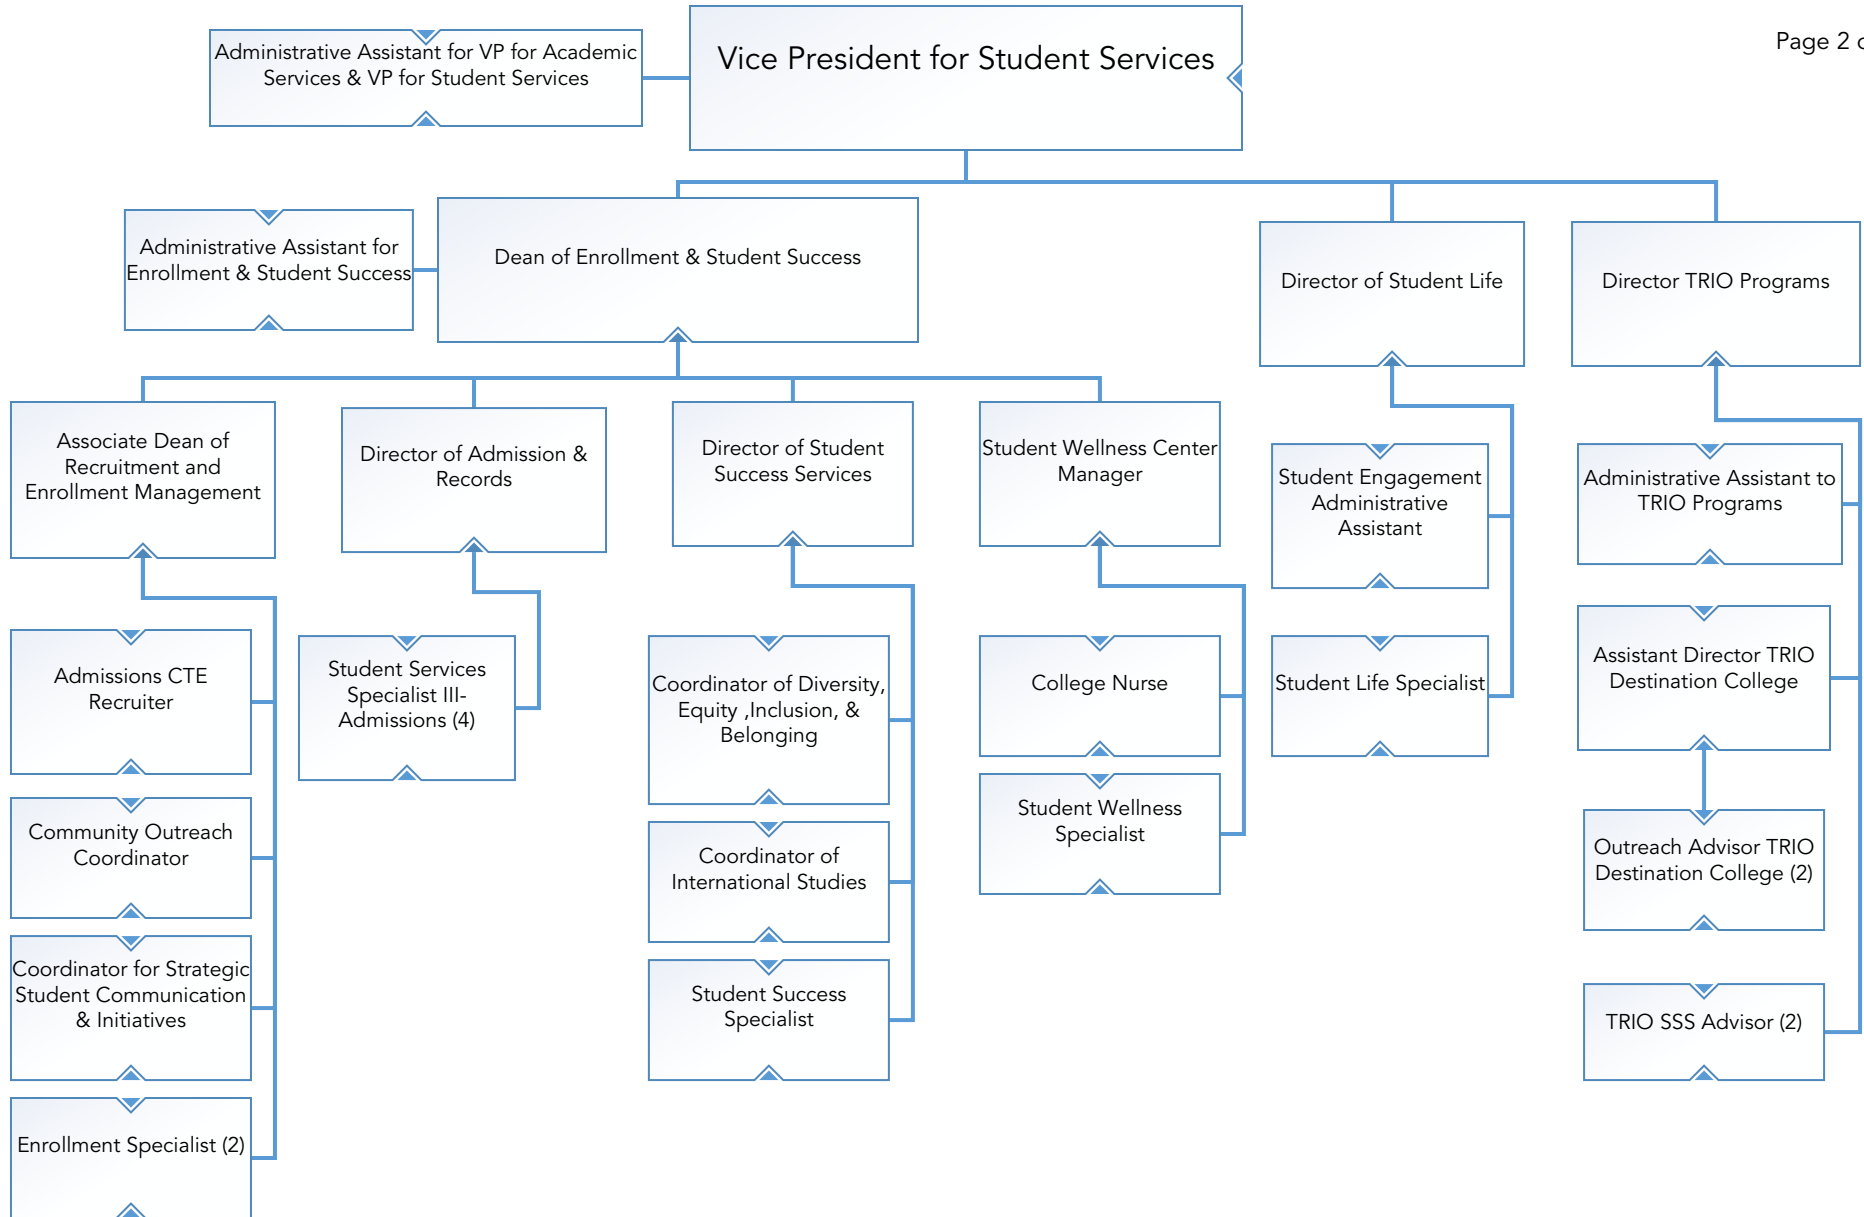 Page 2 o
Administrative Assistant for VP for Academic
Services & VP for Student Services
Vice President for Student Services
Administrative Assistant for
Enrollment & Student Success
Dean of Enrollment & Student Success
Director of Student Life
Director TRIO Programs
Associate Dean of
Recruitment and
Enrollment Management
Director of Admission &
Records
Director of Student
Success Services
Student Wellness Center
Manager
Student Engagement
Administrative
Assistant
Administrative Assistant to
TRIO Programs
Admissions CTE
Recruiter
Student Services
Specialist III-
Admissions (4)
Coordinator of Diversity,
Equity ,Inclusion, &
Belonging
College Nurse
Student Life Specialist
Assistant Director TRIO
Destination College
Community Outreach
Coordinator
Coordinator of
International Studies
Student Wellness
Specialist
Outreach Advisor TRIO
Destination College (2)
Coordinator for Strategic
Student Communication
& Initiatives
Student Success
Specialist
TRIO SSS Advisor (2)
Enrollment Specialist (2)